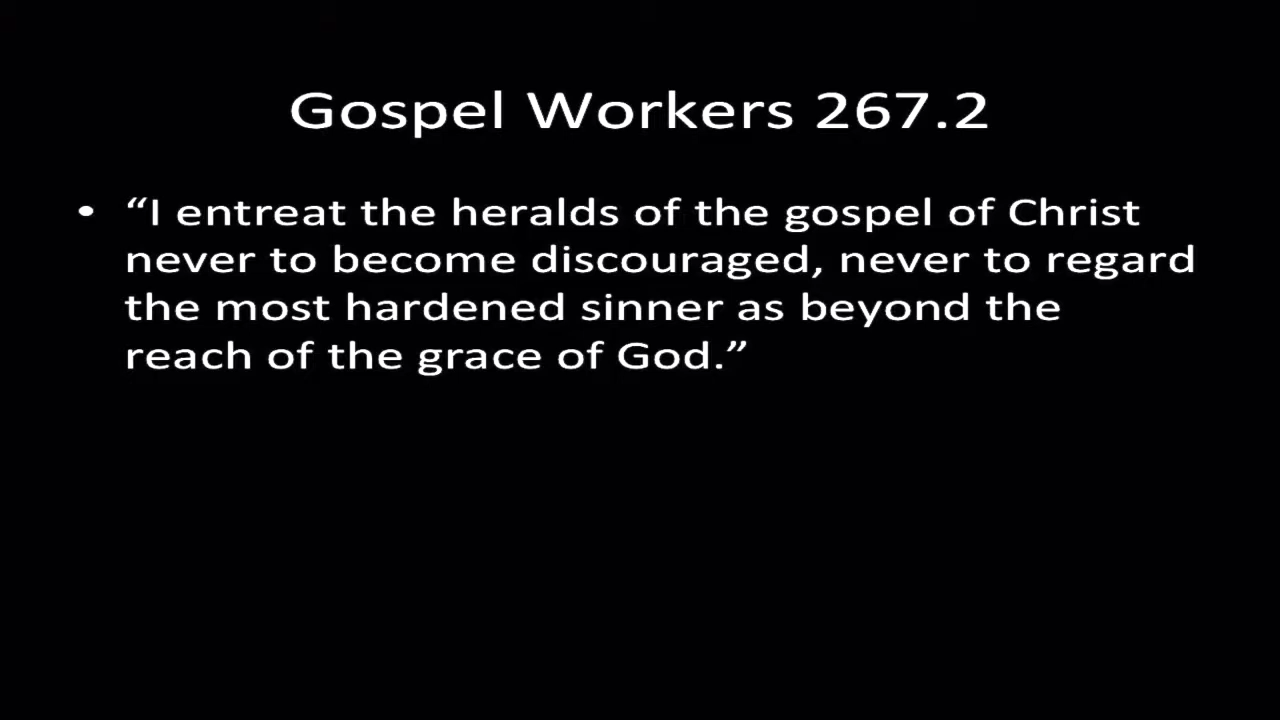 Gospel Workers 267.2
• “I entreat the heralds of the gospel of Christ
never to become discouraged, never to regard
the most hardened sinner as beyond the
reach of the grace of God.”